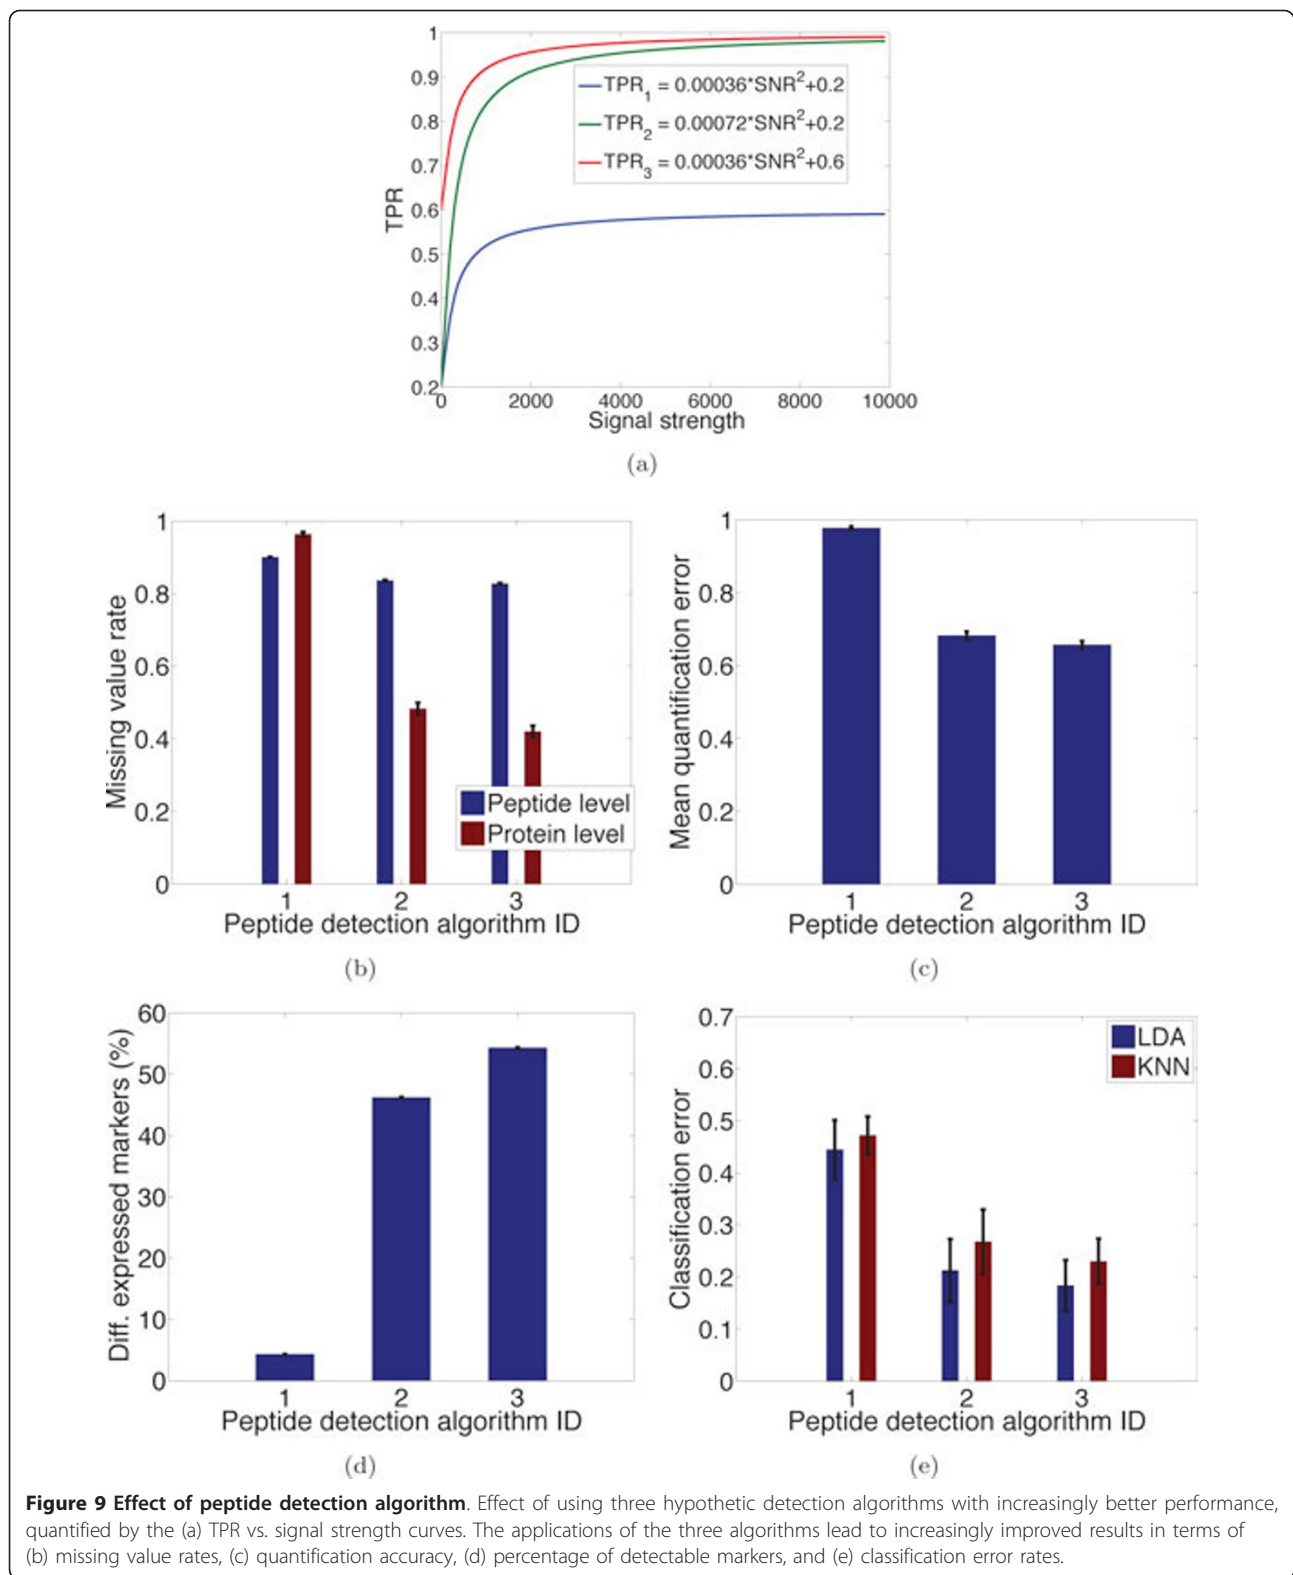 1
0.9
0.8
0.7
0.6
0.5
0.4
0.3
0.2
TPR
TPR1 = 0.00036*SNR2+0.2
TPR2 = 0.00072*SNR2+0.2
TPR3 = 0.00036*SNR2+0.6
0 2000 4000 6000 8000 10000
Signal strength
(a)
1
0.8
0.6
0.4
0.2
0
Missing value rate
Peptide level
Protein level
1 2 3
Peptide detection algorithm ID
(b)
1
0.8
0.6
0.4
0.2
0
Mean quantification error
1 2 3
Peptide detection algorithm ID
(c)
60
50
40
30
20
10
0
Diff. expressed markers (%)
1 2 3
Peptide detection algorithm ID
(d)
0.7
0.6
0.5
0.4
0.3
0.2
0.1
0
Classification error
LDA
KNN
1 2 3
Peptide detection algorithm ID
(e)
Figure 9 Effect of peptide detection algorithm. Effect of using three hypothetic detection algorithms with increasingly better performance,
quantified by the (a) TPR vs. signal strength curves. The applications of the three algorithms lead to increasingly improved results in terms of
(b) missing value rates, (c) quantification accuracy, (d) percentage of detectable markers, and (e) classification error rates.